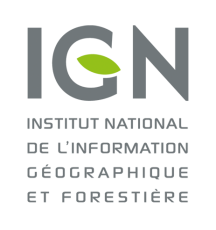 IGN
INSTITUT NATIONAL
DE L'INFORMATION
GÉOGRAPHIQUE
ET FORESTIÈRE